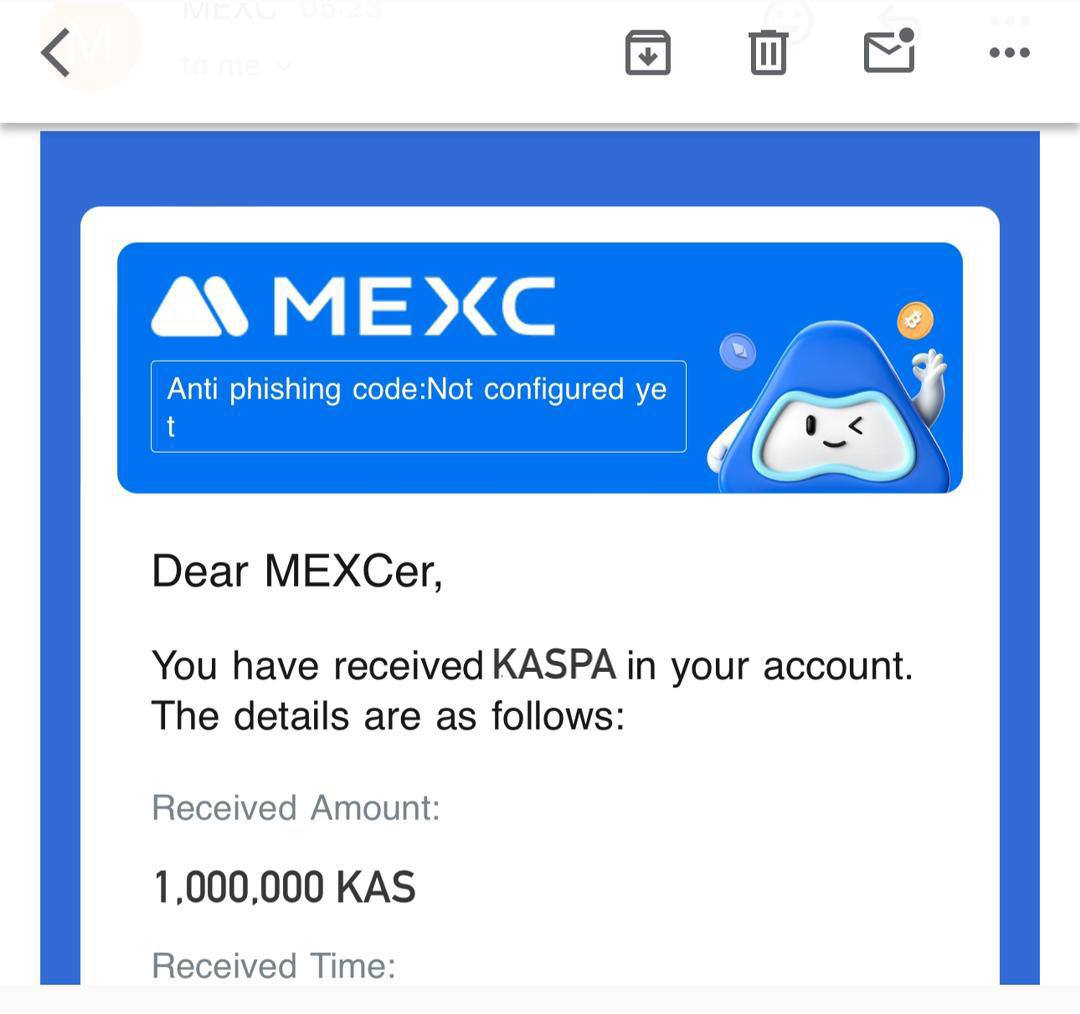 MEXC 05:23
to me
MEXC
Anti phishing code:Not configured ye
t
Dear MEXCer,
You have received KASPA in your account.
The details are as follows:
Received Amount:
1,000,000 KAS
Received Time: